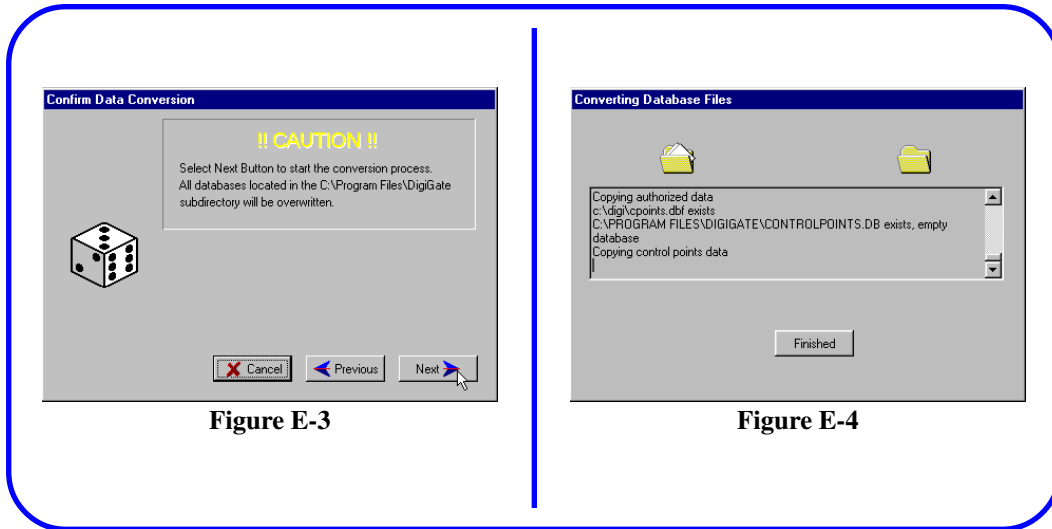 Confirm Data Conversion
!! CAUTION !!
Select Next Button to start the conversion process.
All databases located in the C:\Program Files\DigiGate
subdirectory will be overwritten.
Cancel
Previous
Next
Figure E-3
Converting Database Files
Copying authorized data
c:\digi\cpoints.dbf exists
C:\PROGRAM FILES\DIGIGATE\CONTROLPOINTS.DB exists, empty
database
Copying control points data
Finished
Figure E-4